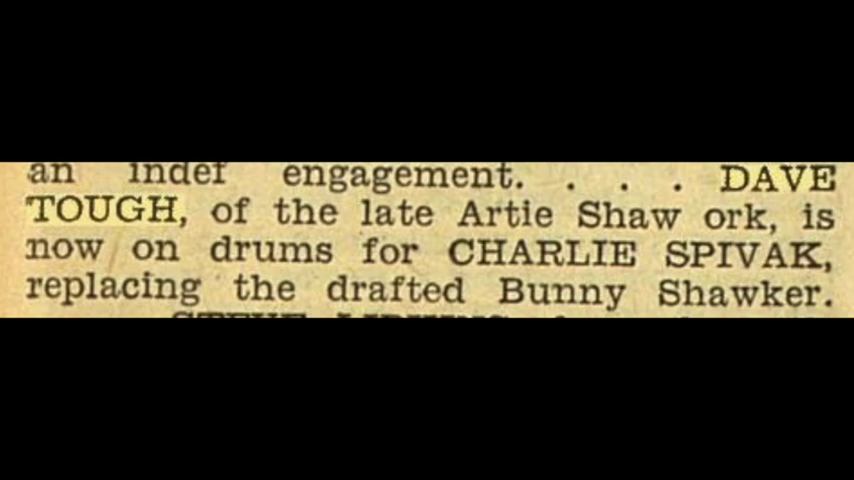 an indef engagement. . . . DAVE
TOUGH, of the late Artie Shaw ork, is
now on drums for CHARLIE SPIVAK,
replacing the drafted Bunny Shawker.